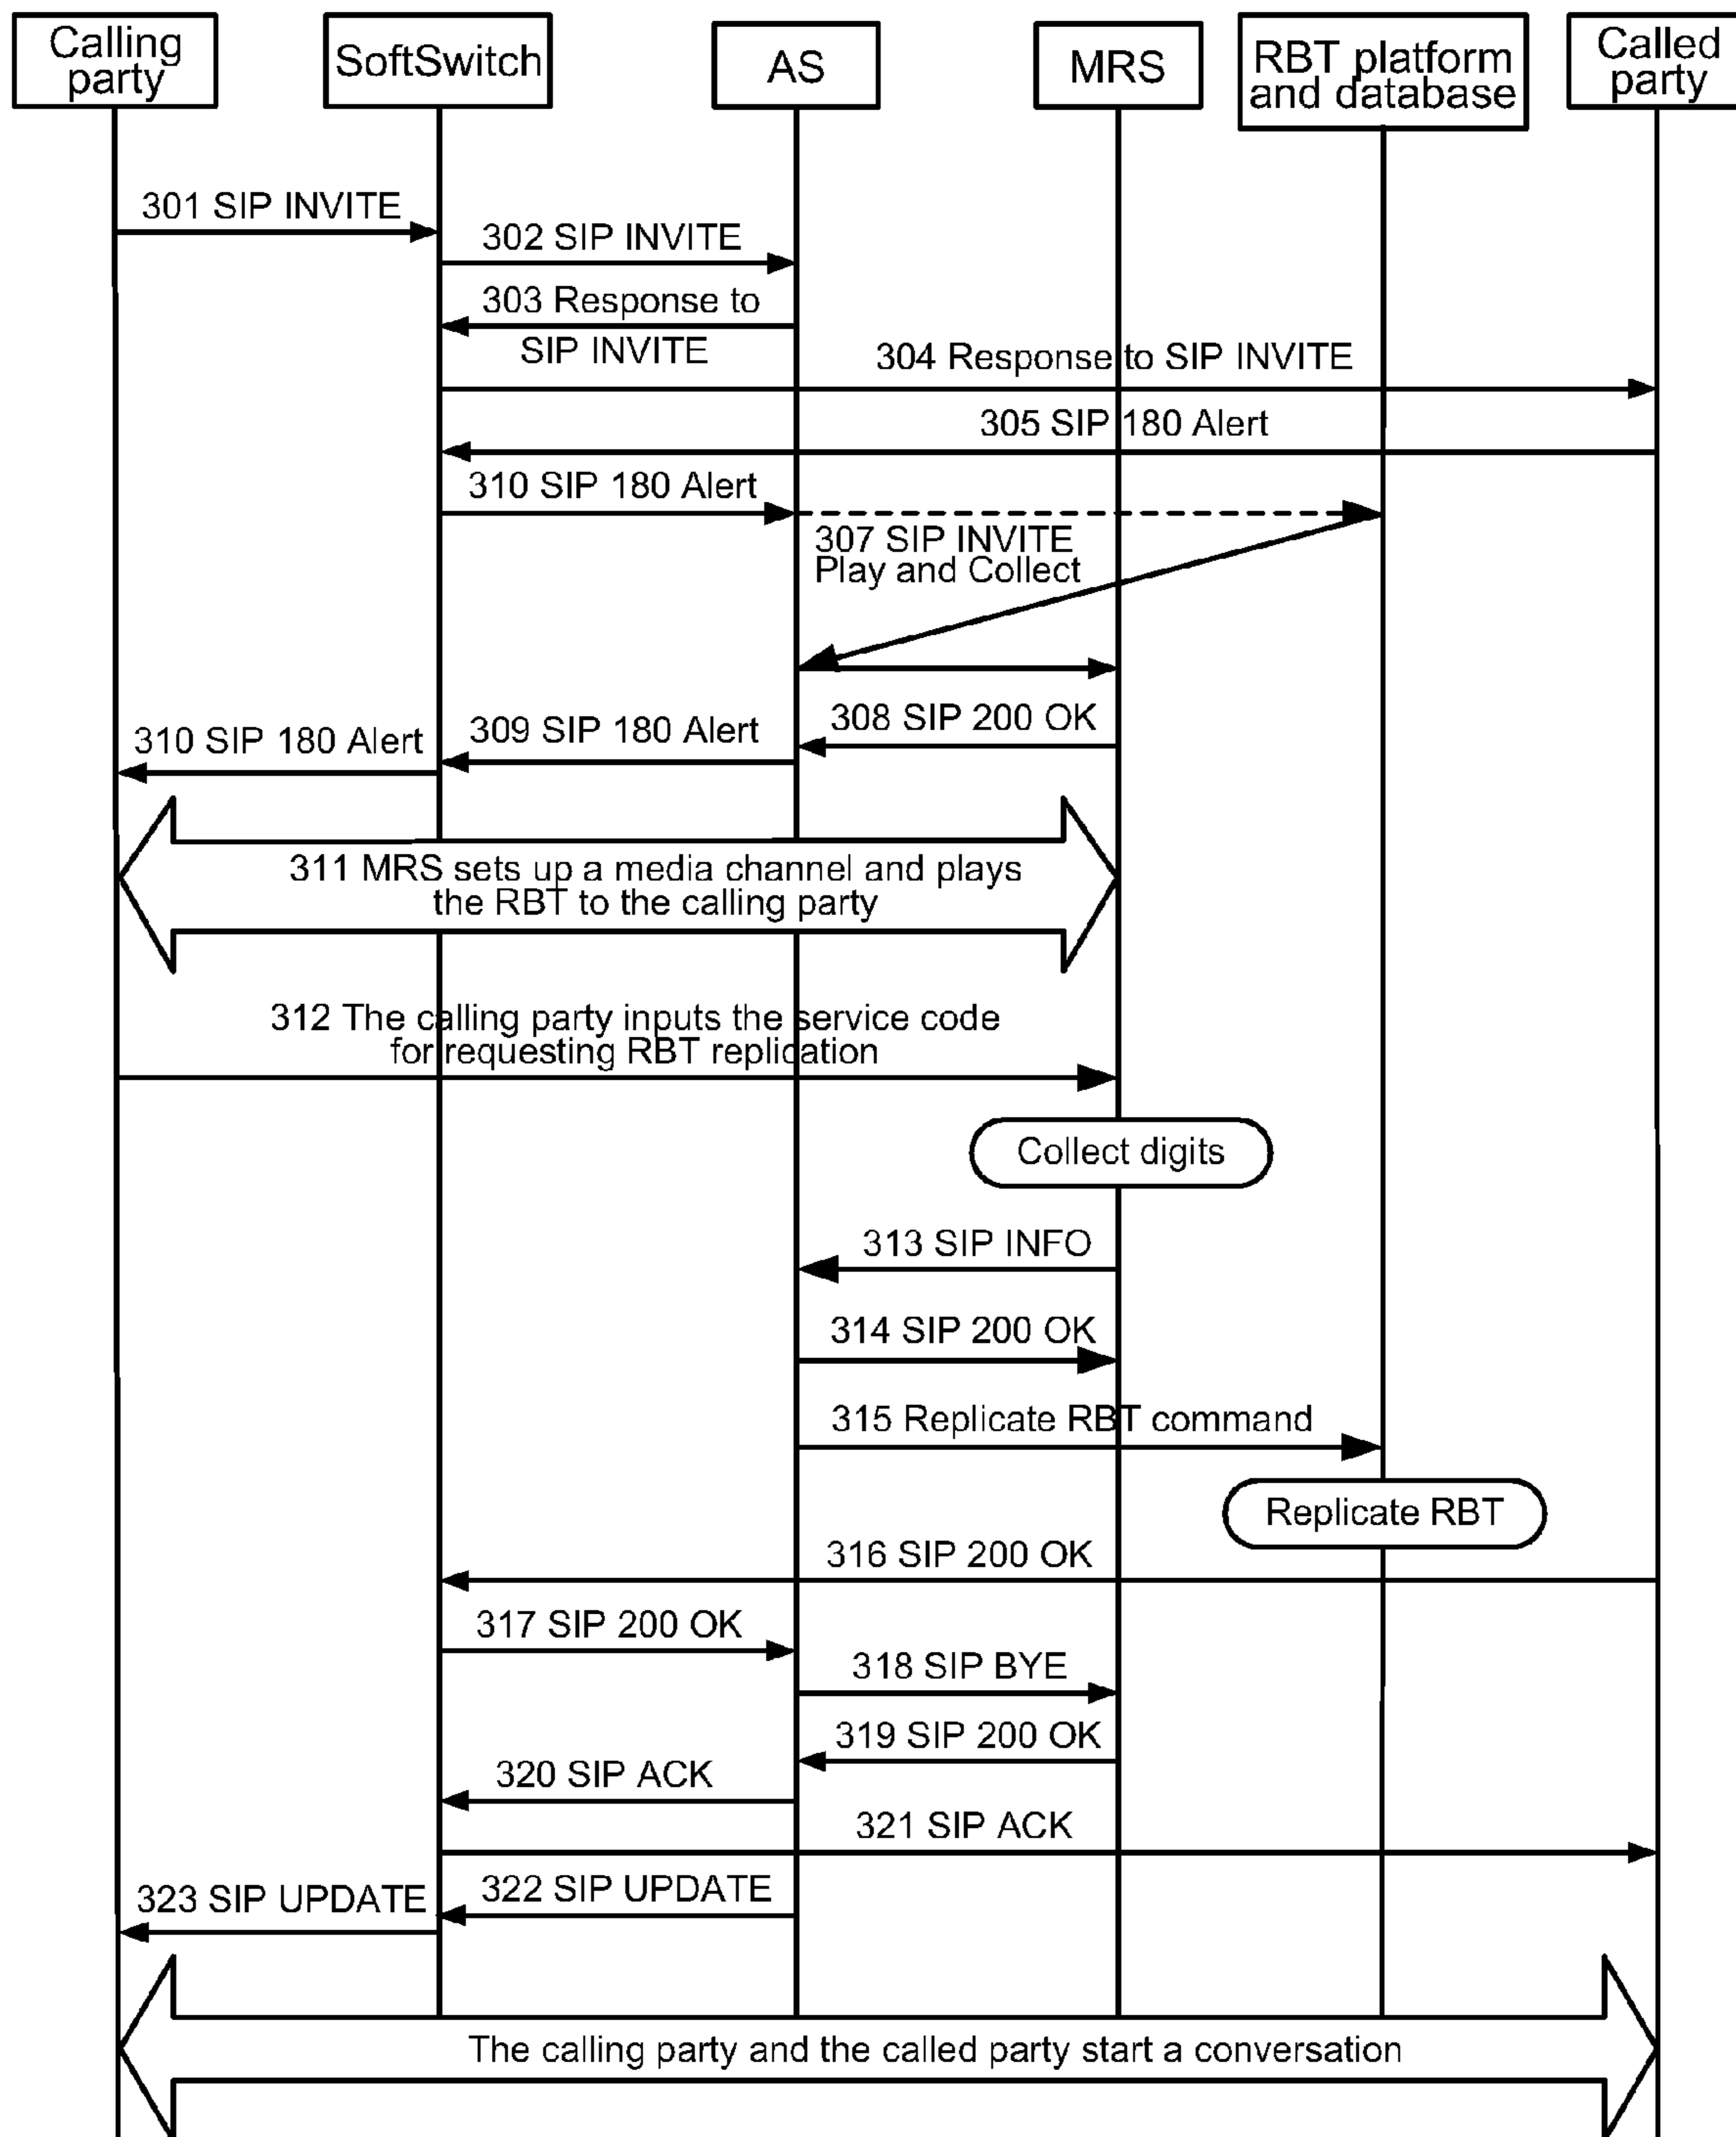 Calling
party
SoftSwitch
AS
MRS
RBT platform
and database
Called
party
301 SIP INVITE
302 SIP INVITE
303 Response to
SIP INVITE
304 Response to SIP INVITE
305 SIP 180 Alert
310 SIP 180 Alert
307 SIP INVITE
Play and Collect
308 SIP 200 OK
309 SIP 180 Alert
310 SIP 180 Alert
311 MRS sets up a media channel and plays
the RBT to the calling party
312 The calling party inputs the service code
for requesting RBT replication
Collect digits
313 SIP INFO
314 SIP 200 OK
315 Replicate RBT command
Replicate RBT
316 SIP 200 OK
317 SIP 200 OK
318 SIP BYE
319 SIP 200 OK
320 SIP ACK
321 SIP ACK
322 SIP UPDATE
323 SIP UPDATE
The calling party and the called party start a conversation